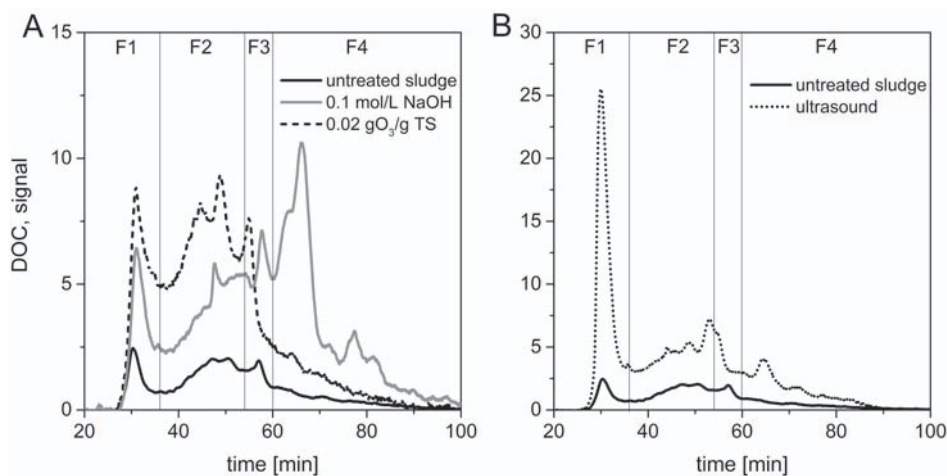 A
B
15
F1
F2
F3
F4
untreated sludge
0.1 mol/L NaOH
0.02 gO₃/g TS
10
5
0
DOC, signal
20
40
60
80
100
time [min]
30
F1
F2
F3
F4
untreated sludge
ultrasound
25
20
15
10
5
0
20
40
60
80
100
time [min]